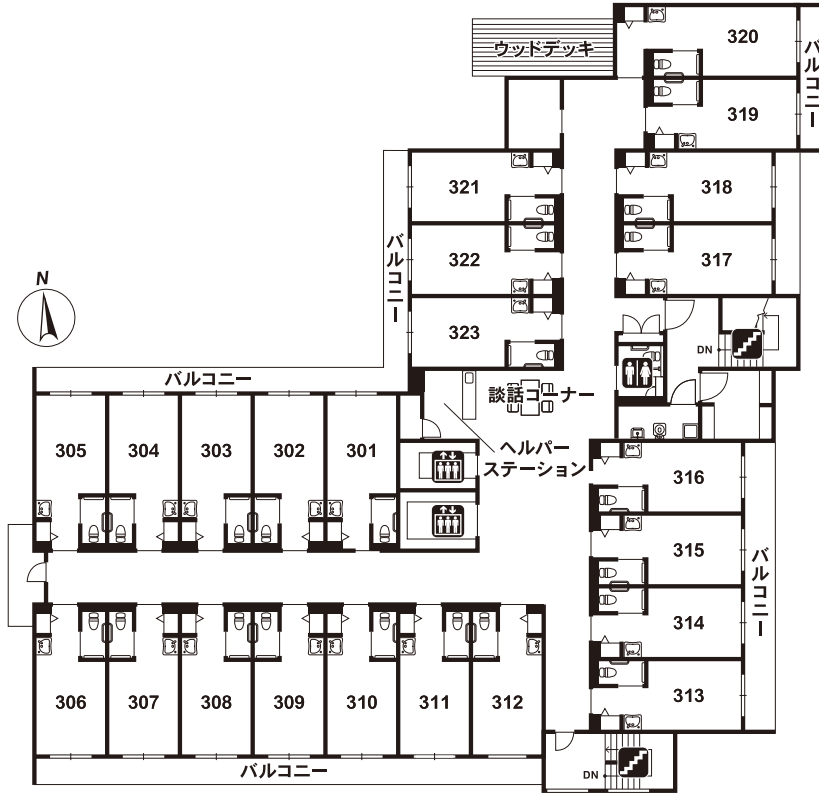 320
ウッドデッキ
バルコニー
319
321
318
バルコニー
322
317
N
323
DN
バルコニー
談話コーナー
305
304
303
302
301
ヘルパー
ステーション
316
315
バルコニー
314
306
307
308
309
310
311
312
313
バルコニー
DN